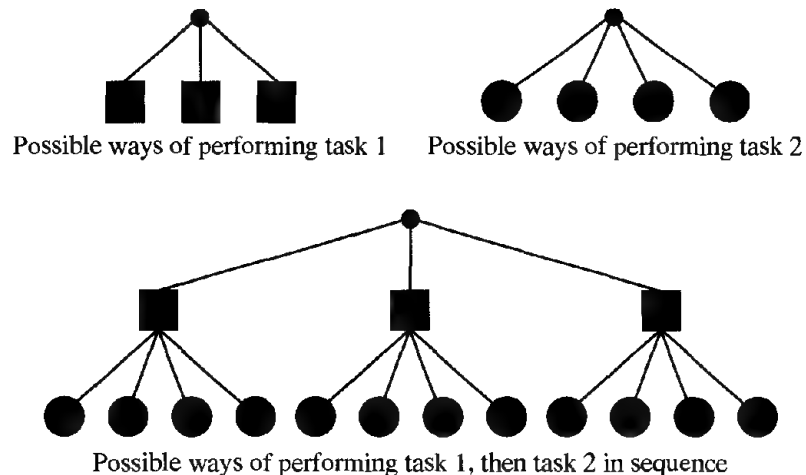 Possible ways of performing task 1
Possible ways of performing task 2
Possible ways of performing task 1, then task 2 in sequence